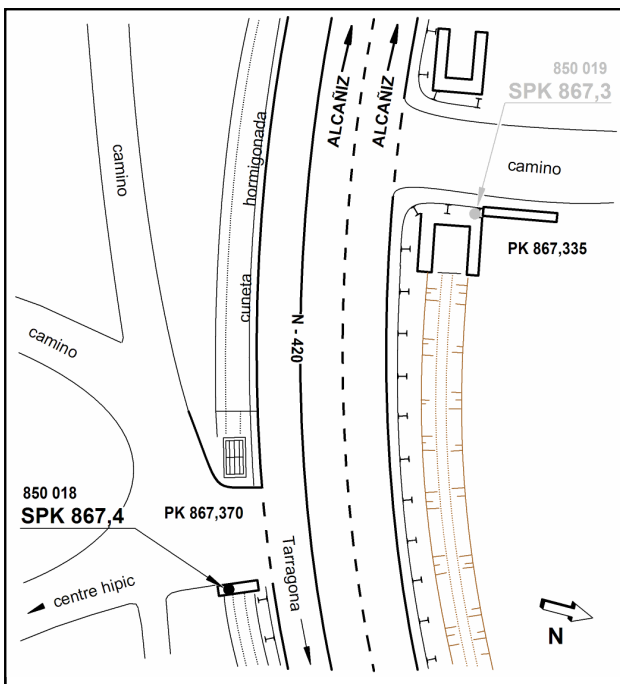 850 019
SPK 867,3
ALCAÑIZ
ALCAÑIZ
hormigonada
camino
camino
PK 867,335
cuneta
N - 420
camino
850 018
SPK 867,4
PK 867,370
Tarragona
centre hipic
N